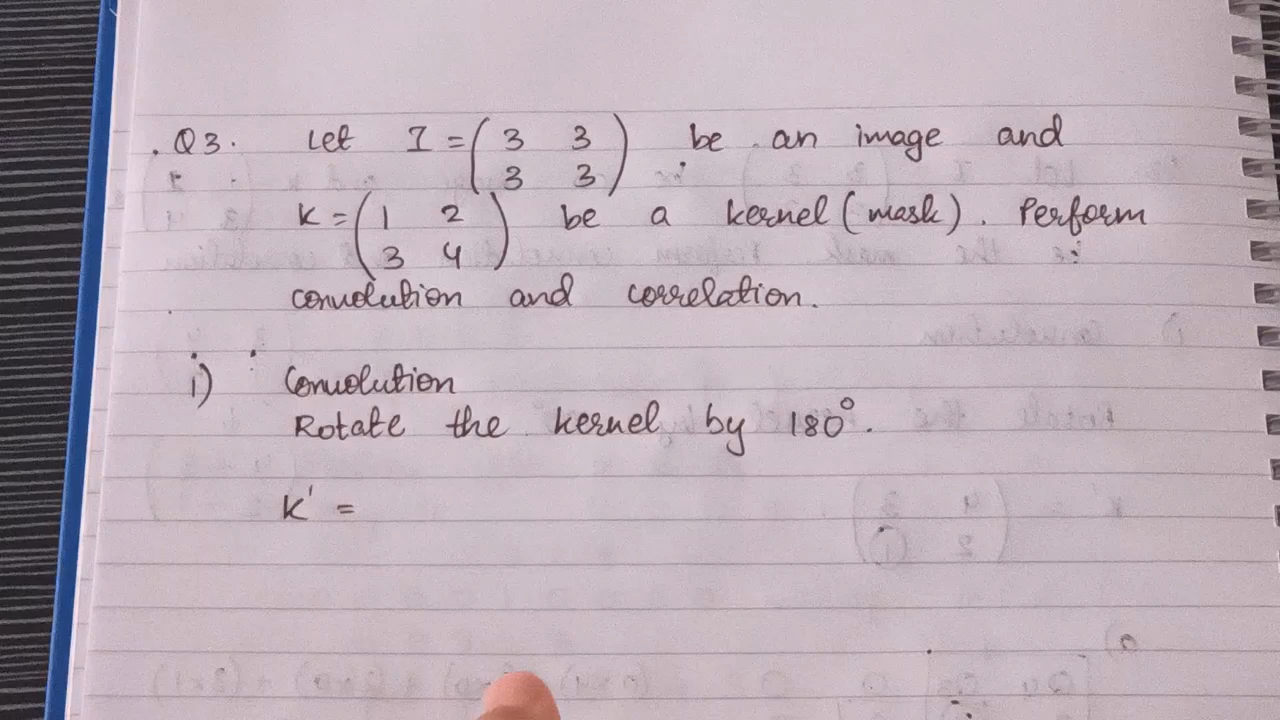 Q3. Let I = ( 3 3 ) be an image and
( 3 3 )
K = ( 1 2 ) be a kernel (mask). Perform
( 3 4 )
convolution and correlation.
i) Convolution
Rotate the kernel by 180°.
K' =